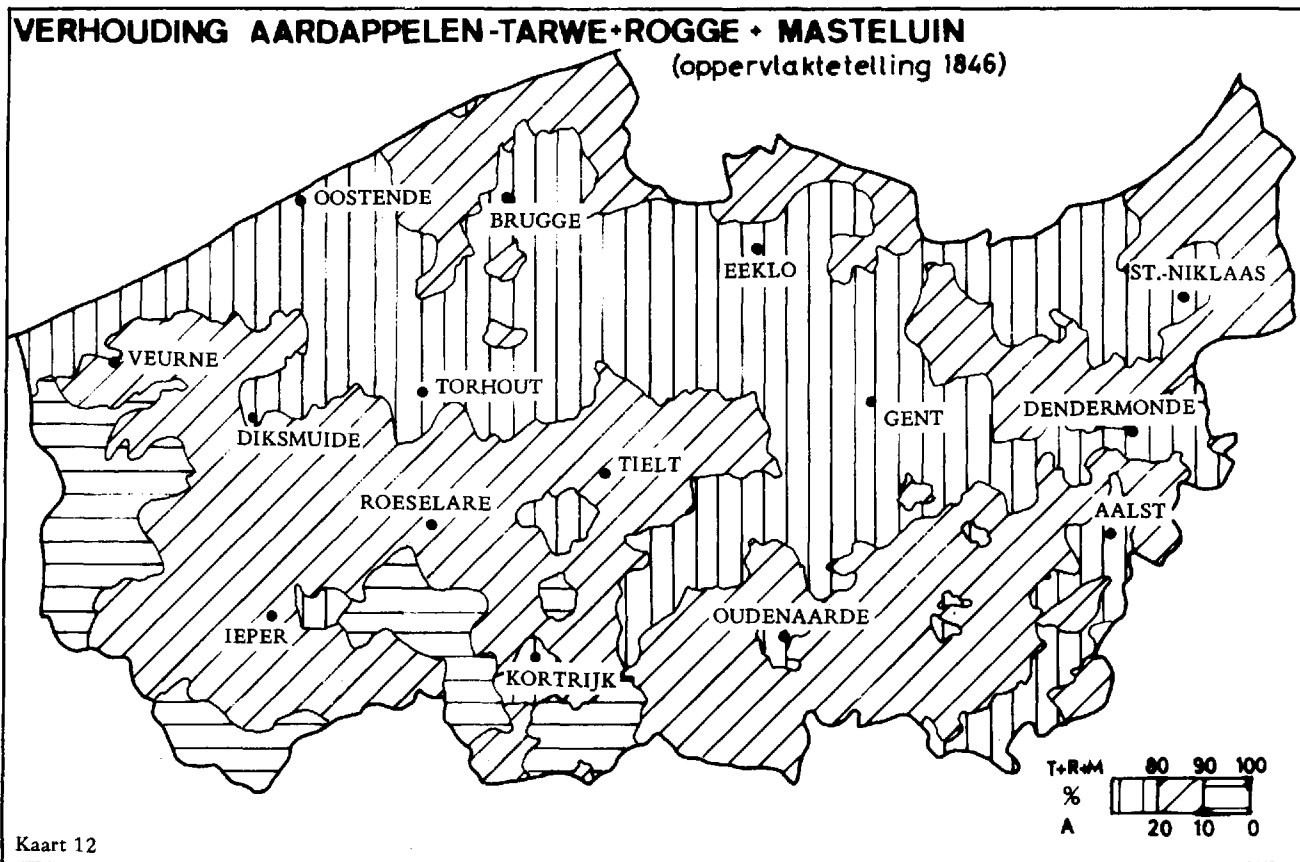 VERHOUDING AARDAPPELEN-TARWE+ROGGE + MASTELUIN
(oppervlaktetelling 1846)
OOSTENDE
BRUGGE
EEKLO
ST.-NIKLAAS
VEURNE
TORHOUT
GENT
DENDERMONDE
DIKSMUIDE
TIELT
ROESELARE
AALST
IEPER
OUDENAARDE
KORTRIJK
T+R+M 80 90 100
%
A 20 10 0
Kaart 12